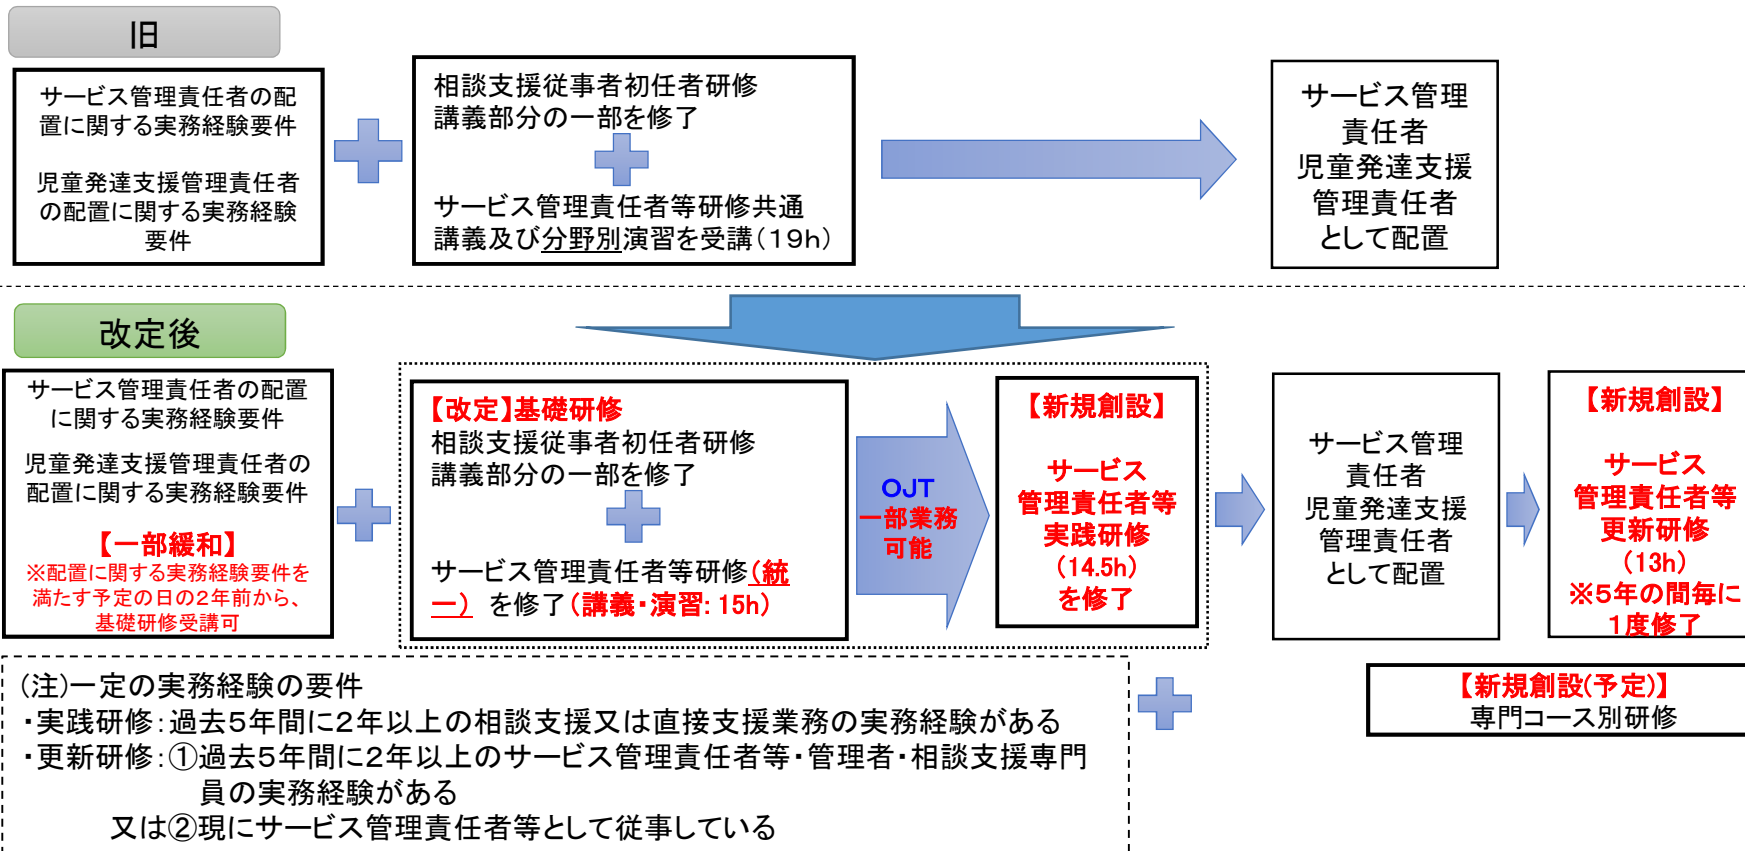 旧
サービス管理責任者の配
置に関する実務経験要件
児童発達支援管理責任者
の配置に関する実務経験
要件
相談支援従事者初任者研修
講義部分の一部を修了
サービス管理責任者等研修共通
講義及び分野別演習を受講(19h)
サービス管理
責任者
児童発達支援
管理責任者
として配置
改定後
サービス管理責任者の配置
に関する実務経験要件
児童発達支援管理責任者の
配置に関する実務経験要件
【一部緩和】
※配置に関する実務経験要件を
満たす予定の日の2年前から、
基礎研修受講可
【改定】基礎研修
相談支援従事者初任者研修
講義部分の一部を修了
サービス管理責任者等研修(統
一) を修了(講義・演習:15h)
OJT
一部業務
可能
【新規創設】
サービス
管理責任者等
実践研修
(14.5h)
を修了
サービス管理
責任者
児童発達支援
管理責任者
として配置
【新規創設】
サービス
管理責任者等
更新研修
(13h)
※5年の間毎に
1度修了
(注)一定の実務経験の要件
・実践研修:過去5年間に2年以上の相談支援又は直接支援業務の実務経験がある
・更新研修:①過去5年間に2年以上のサービス管理責任者等・管理者・相談支援専門
員の実務経験がある
又は②現にサービス管理責任者等として従事している
【新規創設(予定)】
専門コース別研修